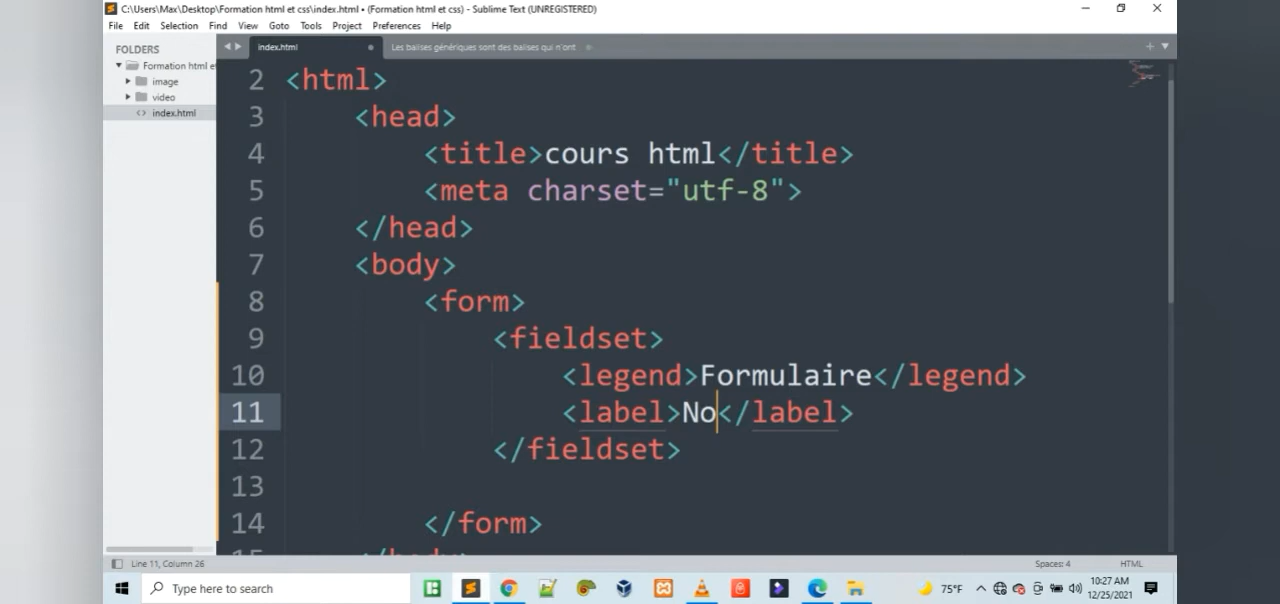 C:\Users\Max\Desktop\Formation html et css\index.html • (Formation html et css) - Sublime Text (UNREGISTERED)
File Edit Selection Find View Goto Tools Project Preferences Help
FOLDERS
Formation html e
image
video
<> index.html
index.html
Les balises génériques sont des balises qui n'ont
2 <html>
3 <head>
4 <title>cours html</title>
5 <meta charset="utf-8">
6 </head>
7 <body>
8 <form>
9 <fieldset>
10 <legend>Formulaire</legend>
11 <label>No</label>
12 </fieldset>
13
14 </form>
15 </body>
Line 11, Column 26
Spaces: 4
HTML
Type here to search
75°F
10:27 AM
12/25/2021